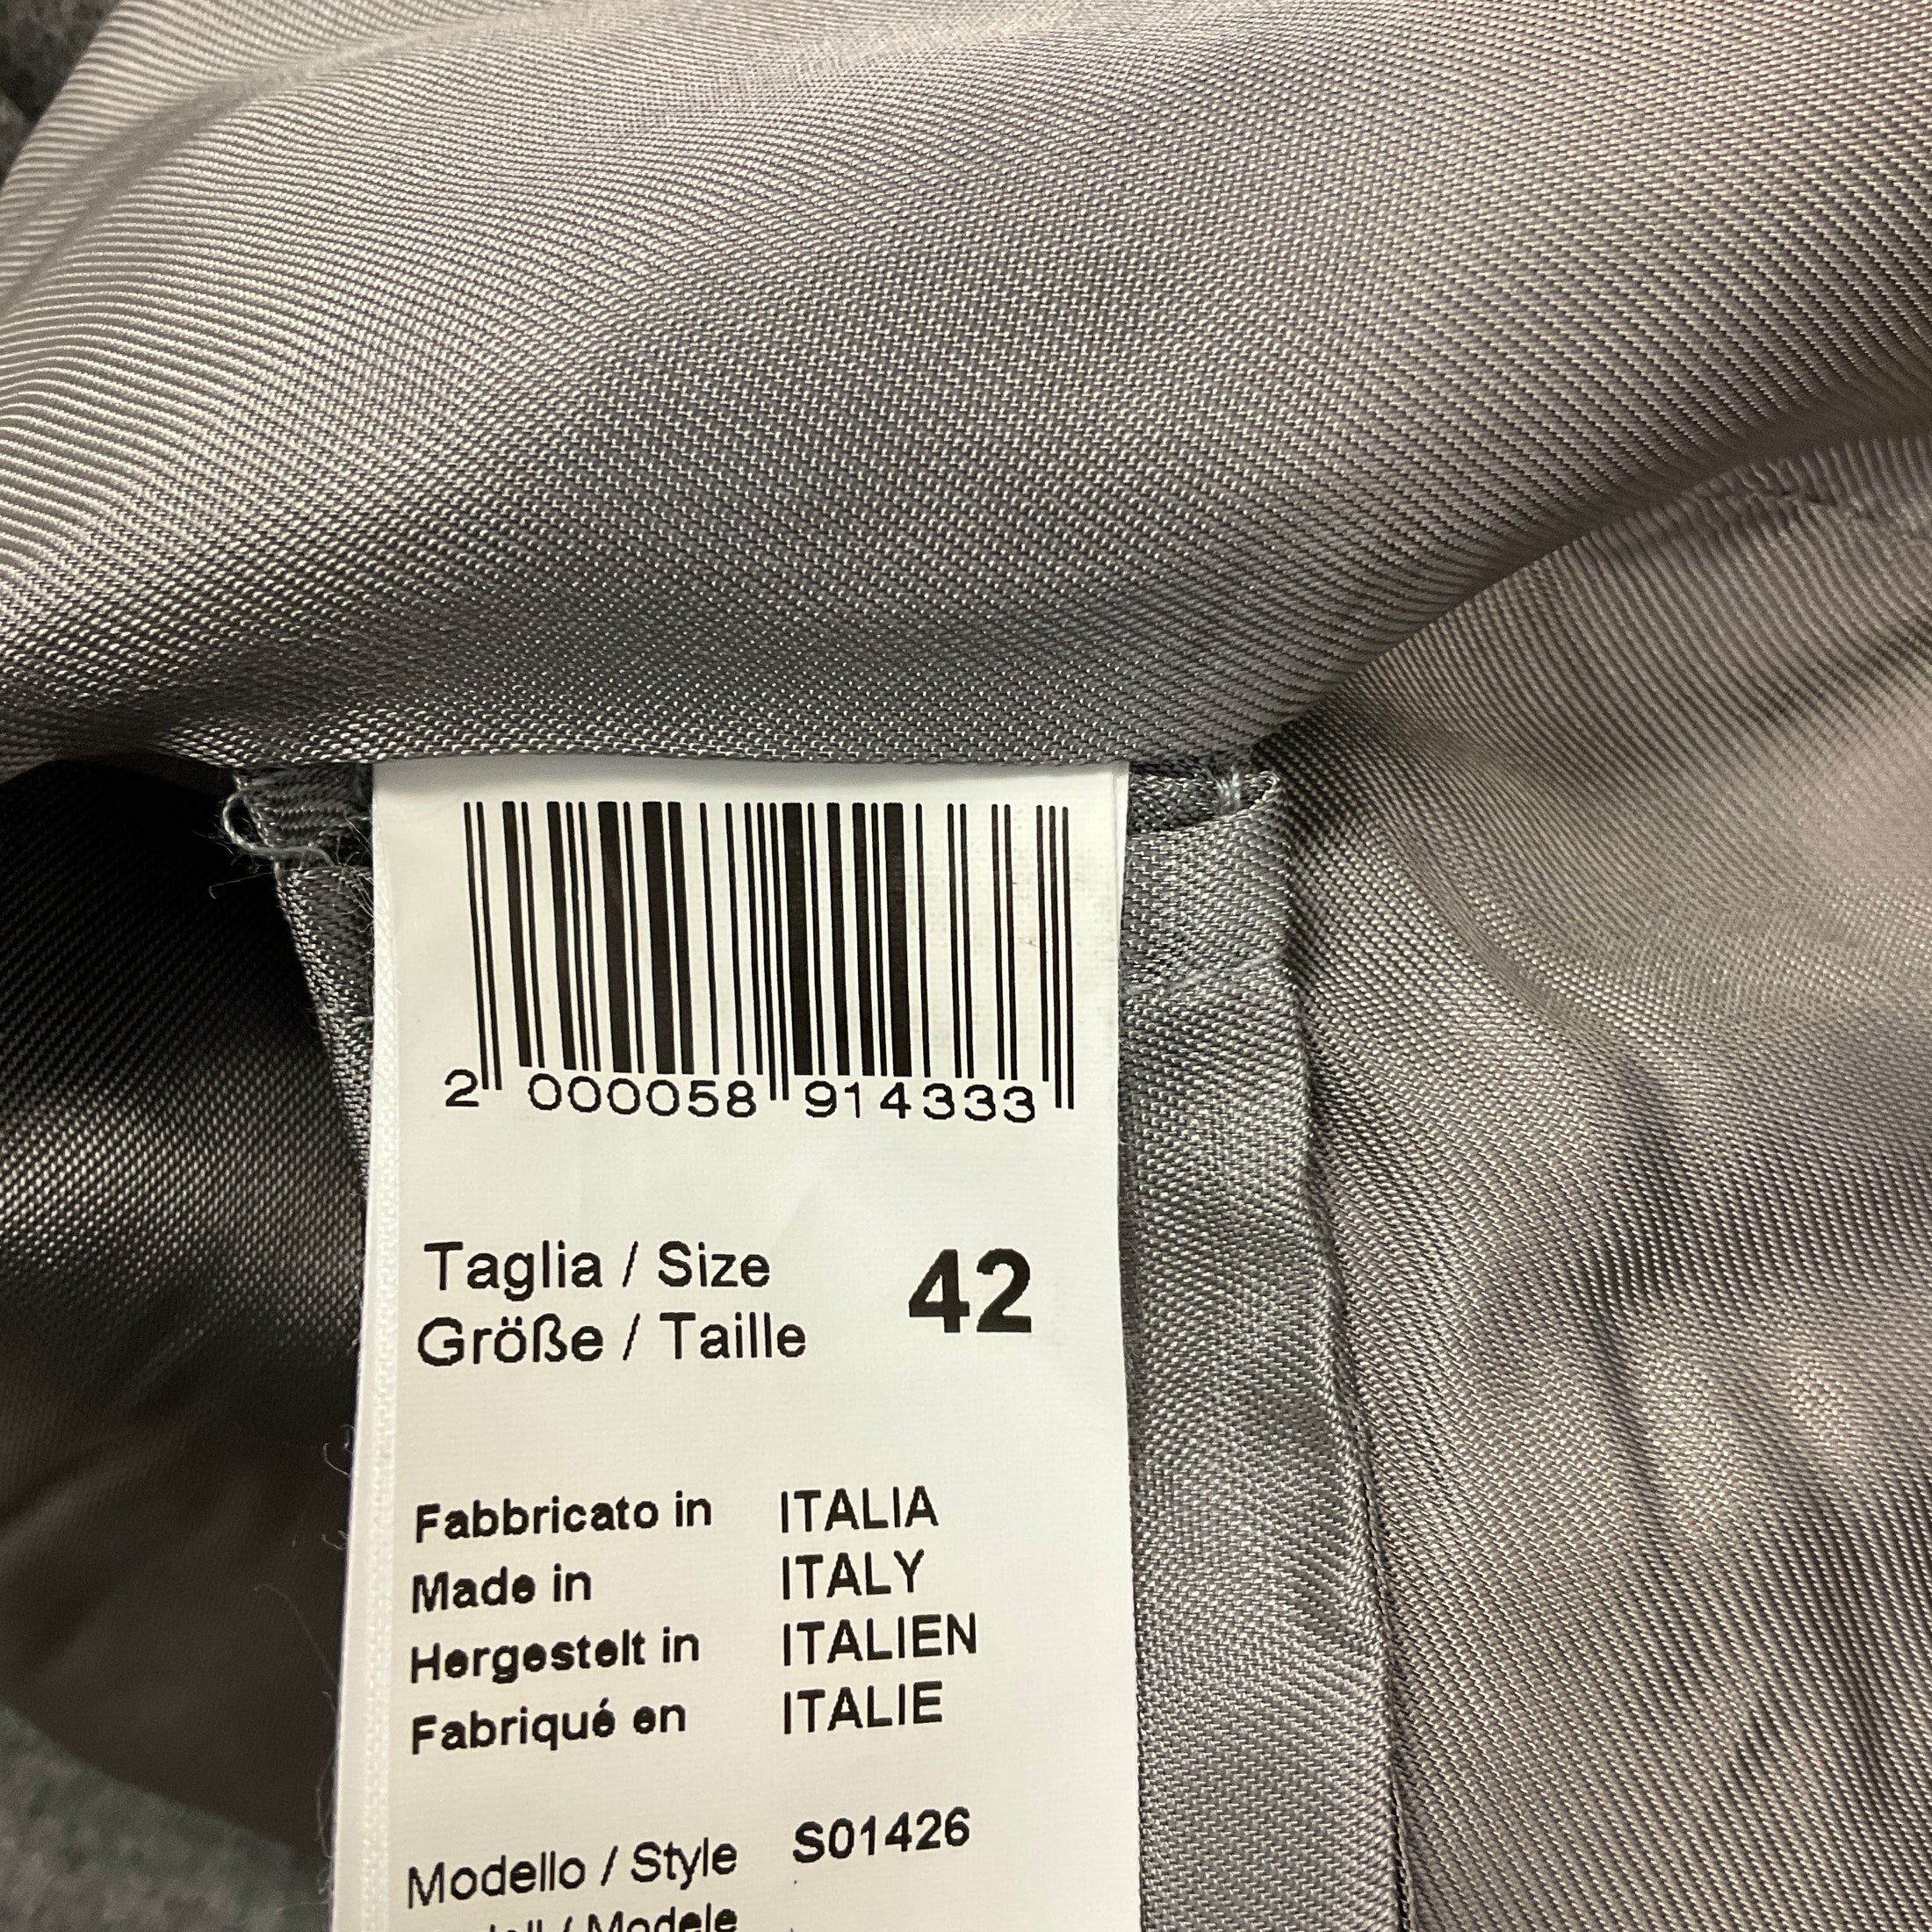 2 000058 914333
Taglia / Size 42
Größe / Taille
Fabbricato in ITALIA
Made in ITALY
Hergestelt in ITALIEN
Fabriqué en ITALIE
Modello / Style S01426
/ Modele